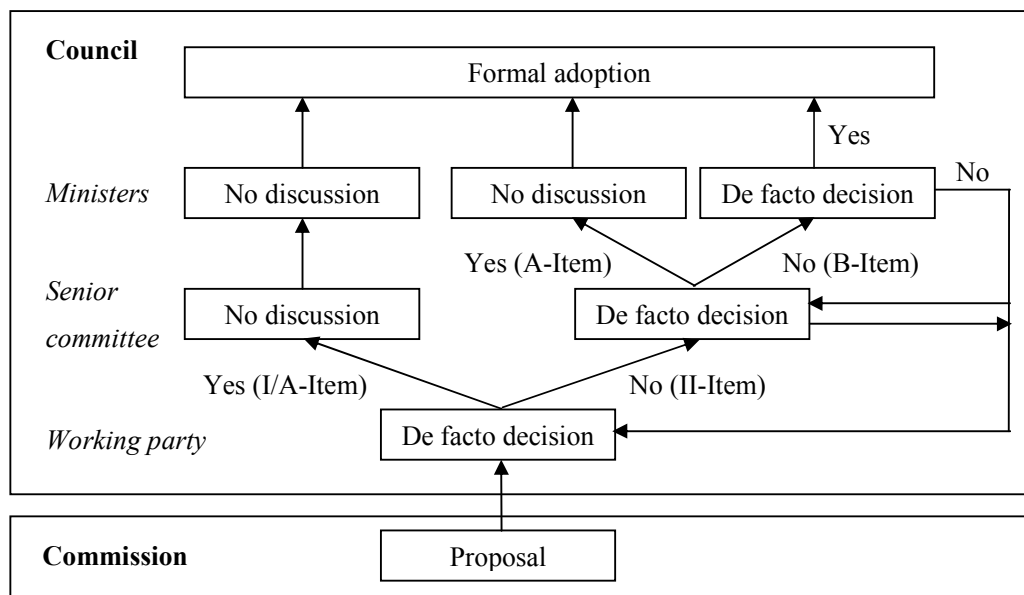 Council
Formal adoption
Yes
No
Ministers
No discussion
No discussion
De facto decision
Yes (A-Item)
No (B-Item)
Senior
committee
No discussion
De facto decision
Yes (I/A-Item)
No (II-Item)
Working party
De facto decision
Commission
Proposal